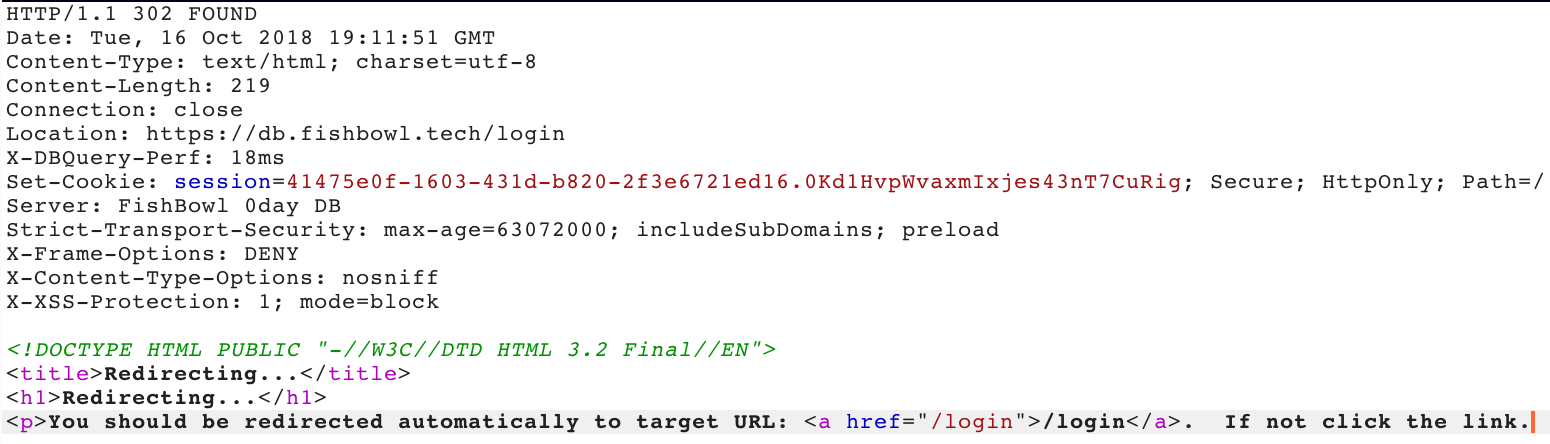 HTTP/1.1 302 FOUND
Date: Tue, 16 Oct 2018 19:11:51 GMT
Content-Type: text/html; charset=utf-8
Content-Length: 219
Connection: close
Location: https://db.fishbowl.tech/login
X-DBQuery-Perf: 18ms
Set-Cookie: session=41475e0f-1603-431d-b820-2f3e6721ed16.0Kd1HvpWvaxmIxjes43nT7CuRig; Secure; HttpOnly; Path=/
Server: FishBowl 0day DB
Strict-Transport-Security: max-age=63072000; includeSubDomains; preload
X-Frame-Options: DENY
X-Content-Type-Options: nosniff
X-XSS-Protection: 1; mode=block
<!DOCTYPE HTML PUBLIC "-//W3C//DTD HTML 3.2 Final//EN">
<title>Redirecting...</title>
<h1>Redirecting...</h1>
<p>You should be redirected automatically to target URL: <a href="/login">/login</a>.  If not click the link.